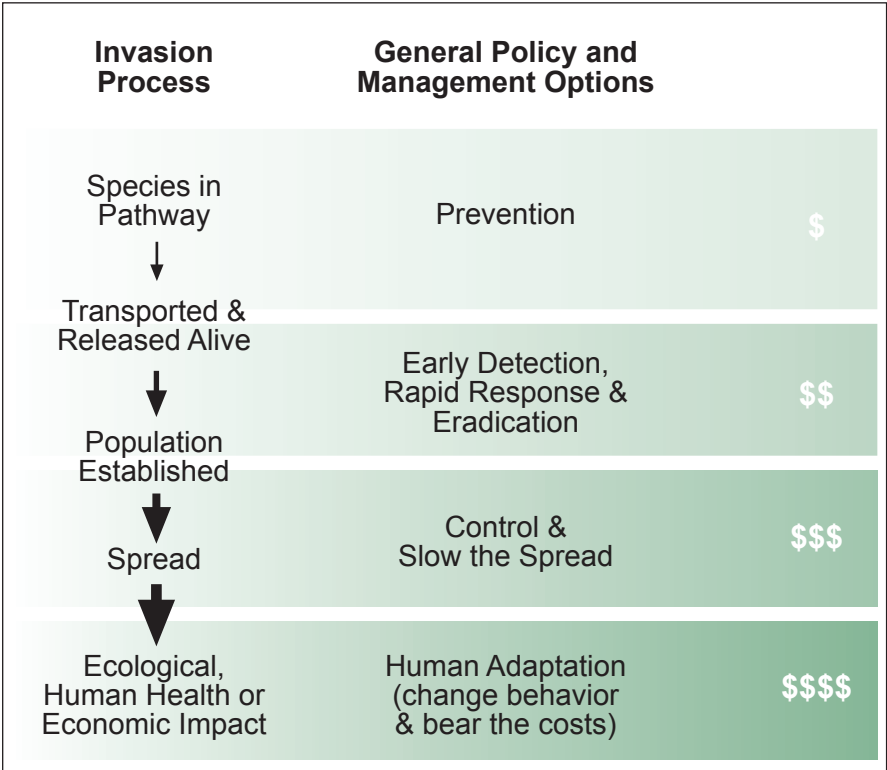 Invasion
Process
General Policy and
Management Options
Species in
Pathway
Prevention
$
Transported &
Released Alive
Early Detection,
Rapid Response &
Eradication
$$
Population
Established
Control &
Slow the Spread
$$$
Spread
Ecological,
Human Health or
Economic Impact
Human Adaptation
(change behavior
& bear the costs)
$$$$